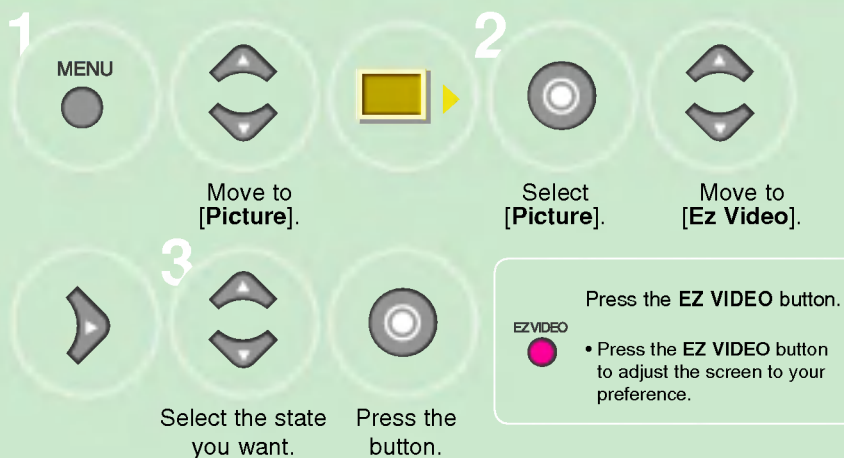 1
MENU
Move to
[Picture].
2
Select
[Picture].
Move to
[Ez Video].
3
Select the state
you want.
Press the
button.
EZ VIDEO
Press the EZ VIDEO button.
• Press the EZ VIDEO button
to adjust the screen to your
preference.